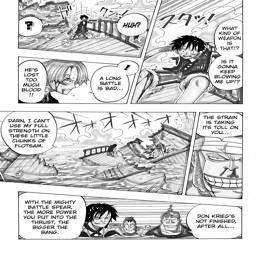 WHAT
KIND OF
WEAPON
IS
THAT!?
IS IT
GONNA
KEEP
BLOWING
ME UP!?
HUH?
?
!
HE'S
LOST
TOO
MUCH
BLOOD
!!
A LONG
BATTLE
IS BAD...
THE STRAIN
IS TAKING
ITS TOLL
ON YOU...
DARN, I CAN'T
USE MY FULL
STRENGTH
ON THESE
LITTLE
CHUNKS OF
FLOTSAM.
WITH THE MIGHTY
BATTLE SPEAR,
THE MORE POWER
YOU PUT INTO
THE THRUST,
THE BIGGER
THE BANG.
DON KRIEG'S
NOT
FINISHED,
AFTER ALL...